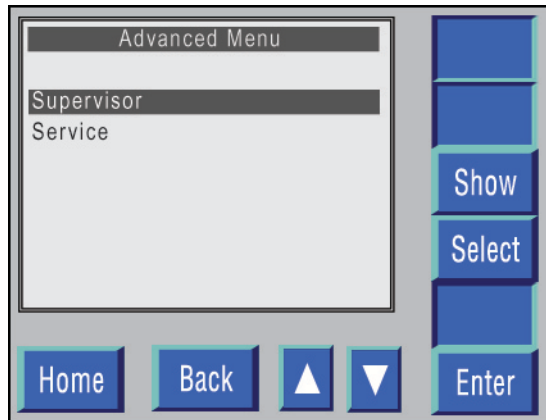 Advanced Menu
Supervisor
Service
Show
Select
Home
Back
Enter